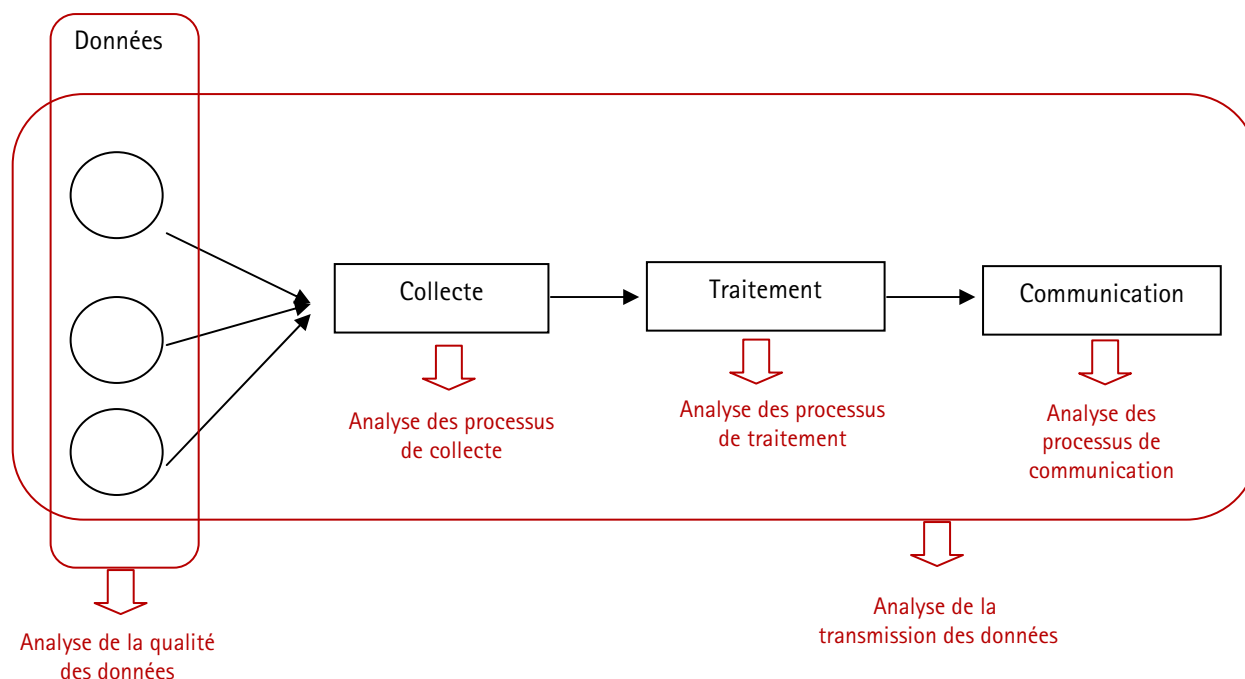 Données
Collecte
Traitement
Communication
Analyse des processus
de collecte
Analyse des processus
de traitement
Analyse des
processus de
communication
Analyse de la
transmission des données
Analyse de la qualité
des données